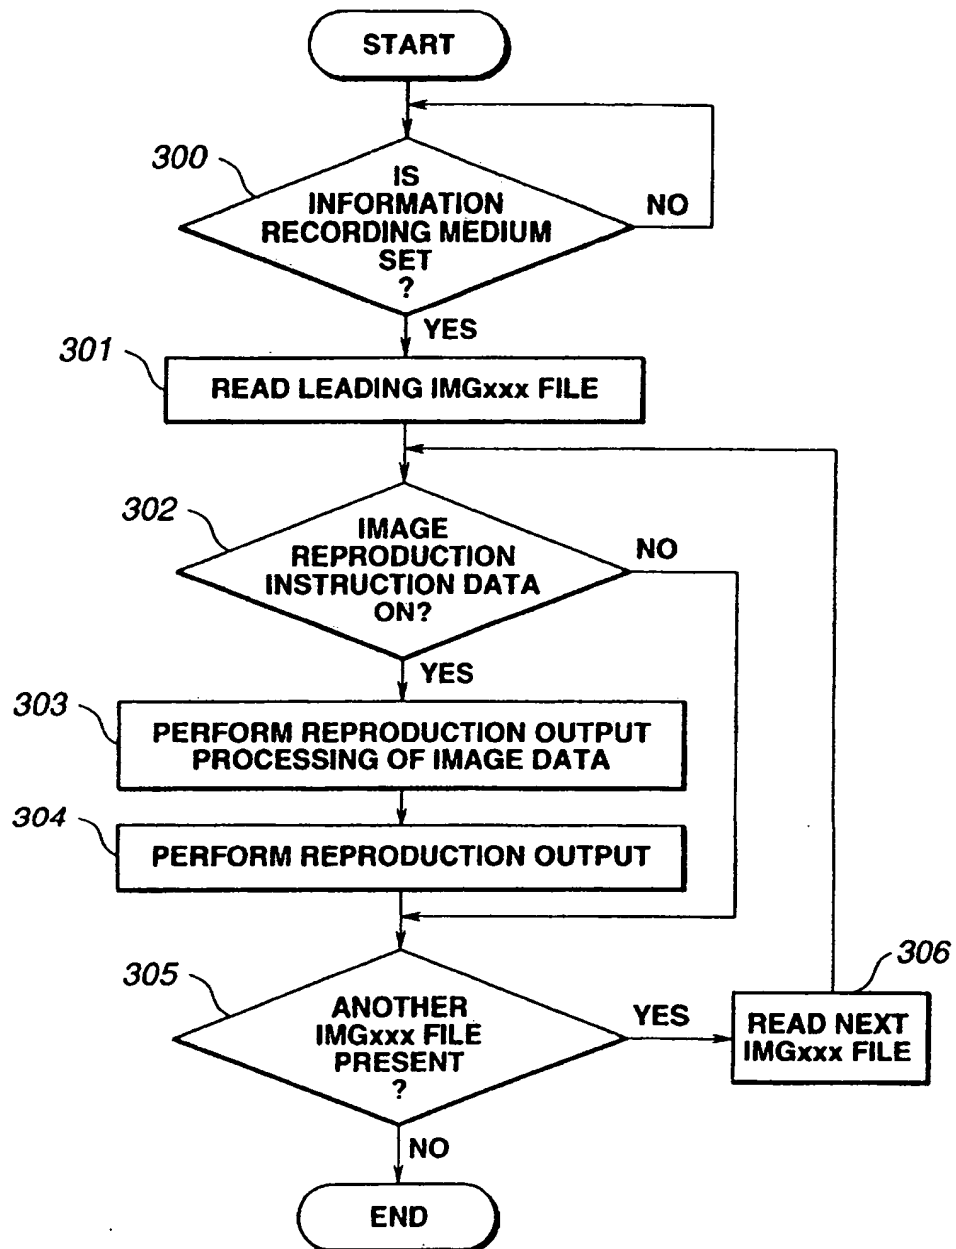 START
300
IS
INFORMATION
RECORDING MEDIUM
SET
?
NO
YES
301
READ LEADING IMGxxx FILE
302
IMAGE
REPRODUCTION
INSTRUCTION DATA
ON?
NO
YES
303
PERFORM REPRODUCTION OUTPUT
PROCESSING OF IMAGE DATA
304
PERFORM REPRODUCTION OUTPUT
305
ANOTHER
IMGxxx FILE
PRESENT
?
YES
306
READ NEXT
IMGxxx FILE
NO
END